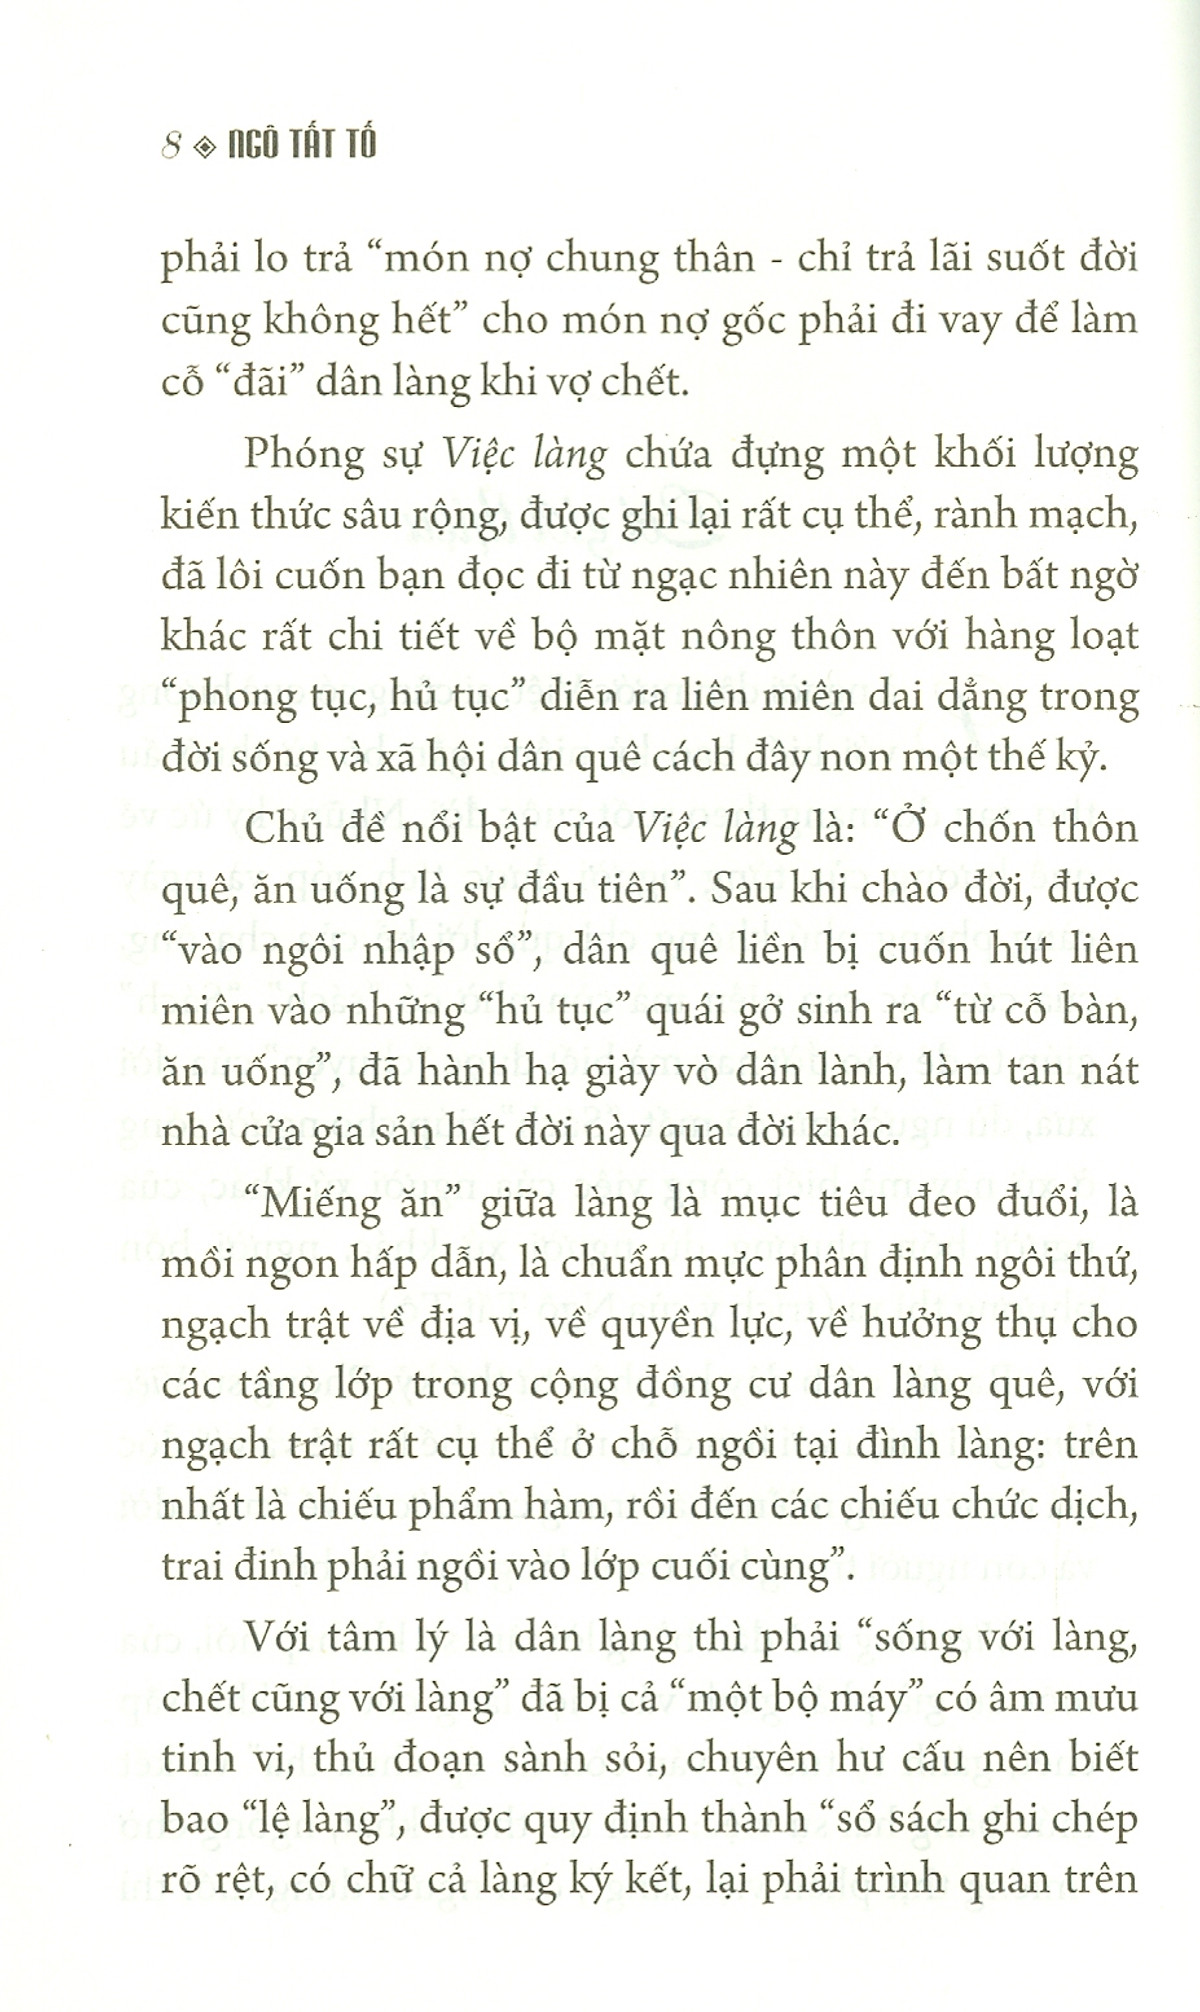 8 ◈ NGÔ TẤT TỐ
phải lo trả “món nợ chung thân - chỉ trả lãi suốt đời
cũng không hết” cho món nợ gốc phải đi vay để làm
cỗ “đãi” dân làng khi vợ chết.
Phóng sự Việc làng chứa đựng một khối lượng
kiến thức sâu rộng, được ghi lại rất cụ thể, rành mạch,
đã lôi cuốn bạn đọc đi từ ngạc nhiên này đến bất ngờ
khác rất chi tiết về bộ mặt nông thôn với hàng loạt
“phong tục, hủ tục” diễn ra liên miên dai dẳng trong
đời sống và xã hội dân quê cách đây non một thế kỷ.
Chủ đề nổi bật của Việc làng là: “Ở chốn thôn
quê, ăn uống là sự đầu tiên”. Sau khi chào đời, được
“vào ngôi nhập sổ”, dân quê liền bị cuốn hút liên
miên vào những “hủ tục” quái gở sinh ra “từ cỗ bàn,
ăn uống”, đã hành hạ giày vò dân lành, làm tan nát
nhà cửa gia sản hết đời này qua đời khác.
“Miếng ăn” giữa làng là mục tiêu đeo đuổi, là
mồi ngon hấp dẫn, là chuẩn mực phân định ngôi thứ,
ngạch trật về địa vị, về quyền lực, về hưởng thụ cho
các tầng lớp trong cộng đồng cư dân làng quê, với
ngạch trật rất cụ thể ở chỗ ngồi tại đình làng: trên
nhất là chiếu phẩm hàm, rồi đến các chiếu chức dịch,
trai đinh phải ngồi vào lớp cuối cùng”.
Với tâm lý là dân làng thì phải “sống với làng,
chết cũng với làng” đã bị cả “một bộ máy” có âm mưu
tinh vi, thủ đoạn sành sỏi, chuyên hư cấu nên biết
bao “lệ làng”, được quy định thành “sổ sách ghi chép
rõ rệt, có chữ cả làng ký kết, lại phải trình quan trên